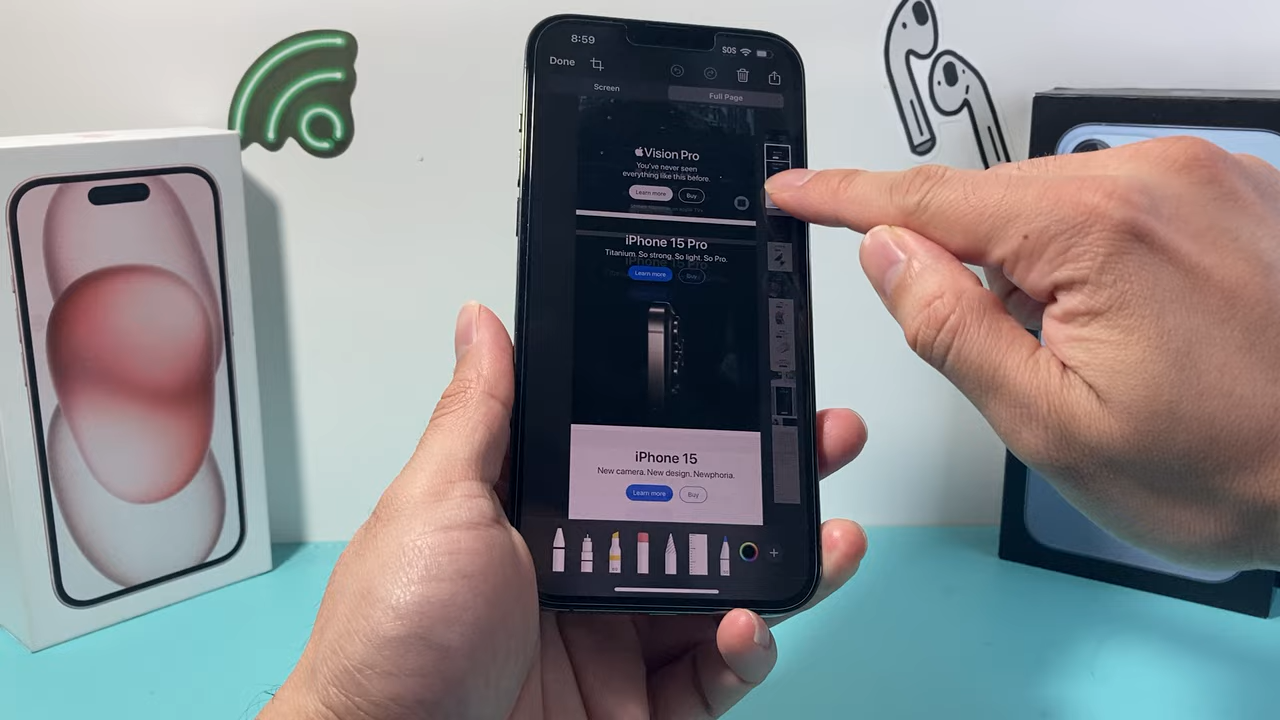 8:59
SOS
Done
Screen
Full Page
Vision Pro
You've never seen
everything like this before.
Learn more
Buy
iPhone 15 Pro
Titanium. So strong. So light. So Pro.
Learn more
Buy
iPhone 15
New camera. New design. Newphoria.
Learn more
Buy